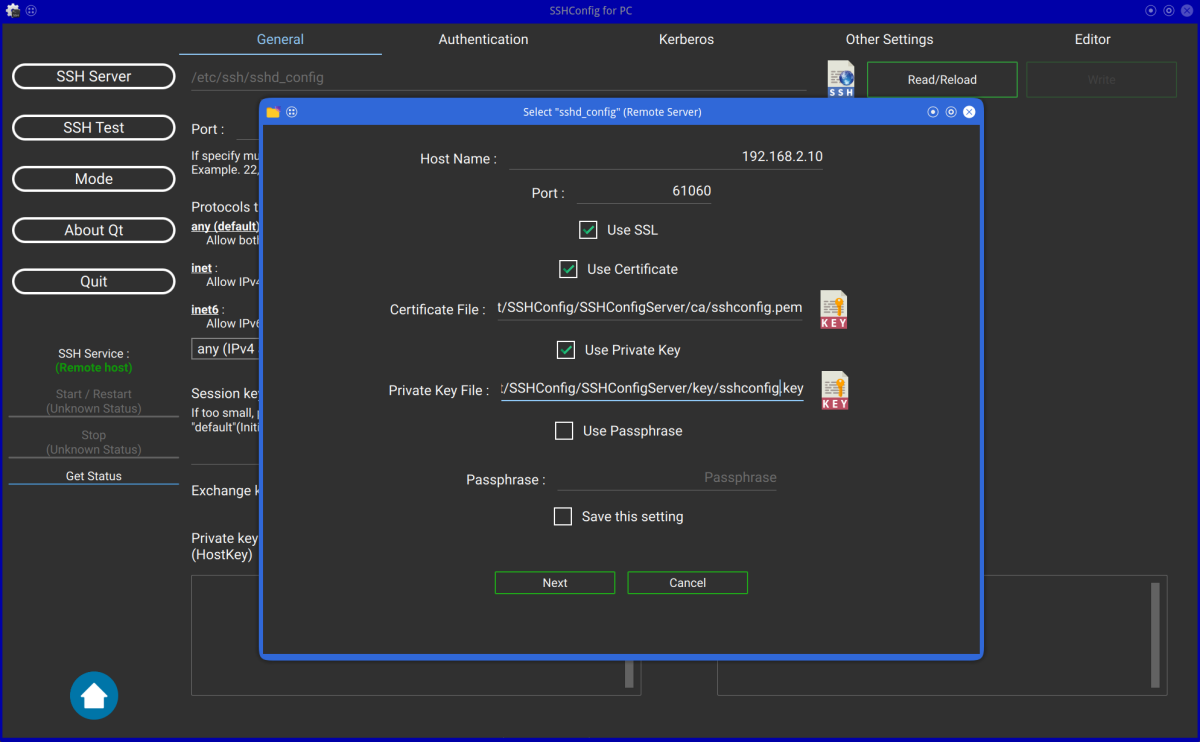 SSHConfig for PC
General
Authentication
Kerberos
Other Settings
Editor
SSH Server
SSH Test
Mode
About Qt
Quit
SSH Service :
(Remote host)
Start / Restart
(Unknown Status)
Stop
(Unknown Status)
Get Status
/etc/ssh/sshd_config
SSH
Read/Reload
Write
Port :
If specify mu
Example. 22,
Protocols t
any (default)
Allow both
inet :
Allow IPv4
inet6 :
Allow IPv6
any (IPv4
Session key
If too small, p
"default"(Initi
Exchange k
Private key
(HostKey)
Select "sshd_config" (Remote Server)
Host Name :
192.168.2.10
Port :
61060
Use SSL
Use Certificate
Certificate File :
t/SSHConfig/SSHConfigServer/ca/sshconfig.pem
KEY
Use Private Key
Private Key File :
t/SSHConfig/SSHConfigServer/key/sshconfig.key
KEY
Use Passphrase
Passphrase :
Passphrase
Save this setting
Next
Cancel